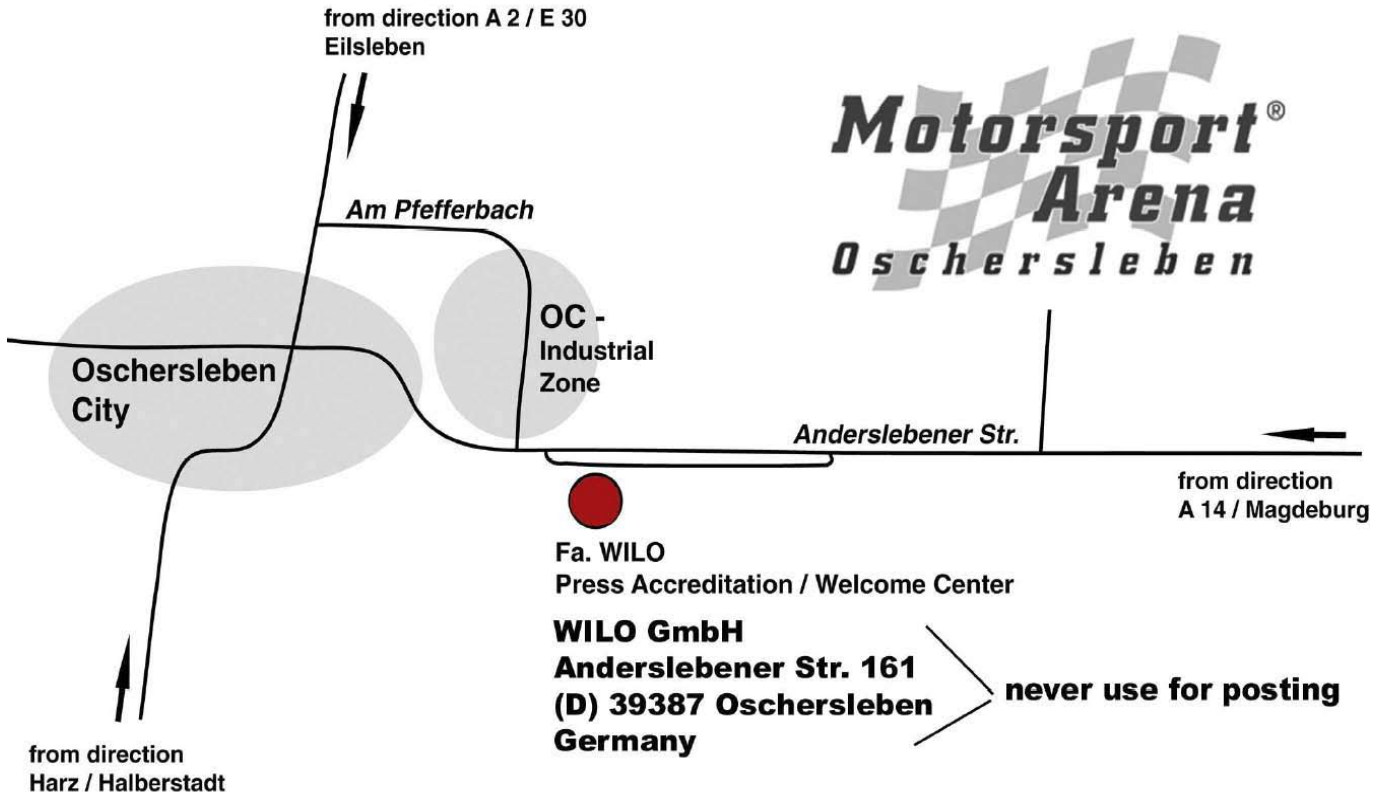 from direction A 2 / E 30
Eilsleben
Motorsport®
Arena
Oschersleben
Am Pfefferbach
OC -
Industrial
Zone
Oschersleben
City
Anderslebener Str.
from direction
A 14 / Magdeburg
Fa. WILO
Press Accreditation / Welcome Center
WILO GmbH
Anderslebener Str. 161
(D) 39387 Oschersleben
Germany
never use for posting
from direction
Harz / Halberstadt